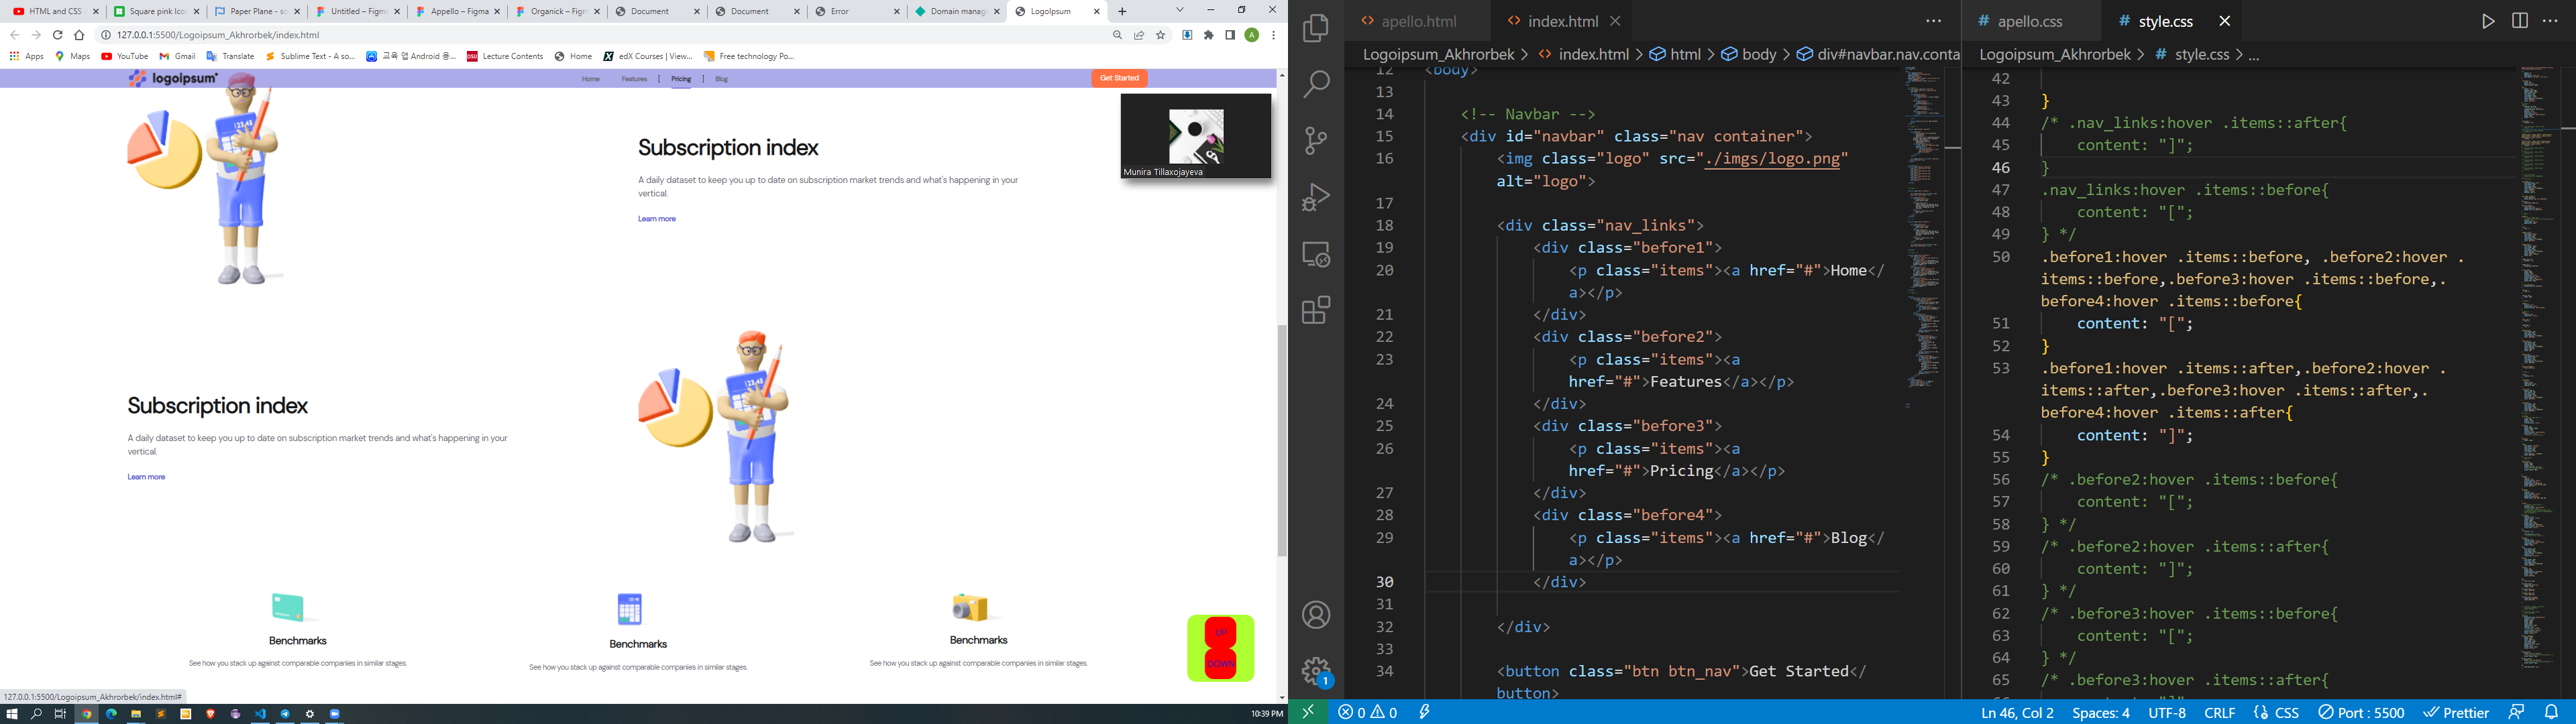 HTML and CSS
Square pink Ico
Paper Plane - so
Untitled – Figm
Appello – Figma
Organick – Figm
Document
Document
Error
Domain manag
LogoIpsum
127.0.0.1:5500/Logoipsum_Akhrorbek/index.html
A
Apps
Maps
YouTube
Gmail
Translate
Sublime Text - A so...
교육 앱 Android 용...
DSU
Lecture Contents
Home
edX Courses | View...
Free technology Po...
logoipsum
Home
Features
[ Pricing ]
Blog
Get Started
Munira Tillaxojayeva
Subscription index
A daily dataset to keep you up to date on subscription market trends and what's happening in your
vertical.
Learn more
Subscription index
A daily dataset to keep you up to date on subscription market trends and what's happening in your
vertical.
Learn more
Benchmarks
See how you stack up against comparable companies in similar stages.
Benchmarks
See how you stack up against comparable companies in similar stages.
Benchmarks
See how you stack up against comparable companies in similar stages.
UP
DOWN
127.0.0.1:5500/Logoipsum_Akhrorbek/index.html#
10:39 PM
1
apello.html
index.html
Logoipsum_Akhrorbek > index.html > html > body > div#navbar.nav.conta
12 <body>
13
14 <!-- Navbar -->
15 <div id="navbar" class="nav container">
16 <img class="logo" src="./imgs/logo.png"
alt="logo">
17
18 <div class="nav_links">
19 <div class="before1">
20 <p class="items"><a href="#">Home</
a></p>
21 </div>
22 <div class="before2">
23 <p class="items"><a
href="#">Features</a></p>
24 </div>
25 <div class="before3">
26 <p class="items"><a
href="#">Pricing</a></p>
27 </div>
28 <div class="before4">
29 <p class="items"><a href="#">Blog</
a></p>
30 </div>
31
32 </div>
33
34 <button class="btn btn_nav">Get Started</
button>
apello.css
style.css
Logoipsum_Akhrorbek > style.css > ...
42
43 }
44 /* .nav_links:hover .items::after{
45 content: "]";
46 }
47 .nav_links:hover .items::before{
48 content: "[";
49 } */
50 .before1:hover .items::before, .before2:hover .
items::before,.before3:hover .items::before,.
before4:hover .items::before{
51 content: "[";
52 }
53 .before1:hover .items::after,.before2:hover .
items::after,.before3:hover .items::after,.
before4:hover .items::after{
54 content: "]";
55 }
56 /* .before2:hover .items::before{
57 content: "[";
58 } */
59 /* .before2:hover .items::after{
60 content: "]";
61 } */
62 /* .before3:hover .items::before{
63 content: "[";
64 } */
65 /* .before3:hover .items::after{
0 0
Ln 46, Col 2
Spaces: 4
UTF-8
CRLF
CSS
Port : 5500
Prettier